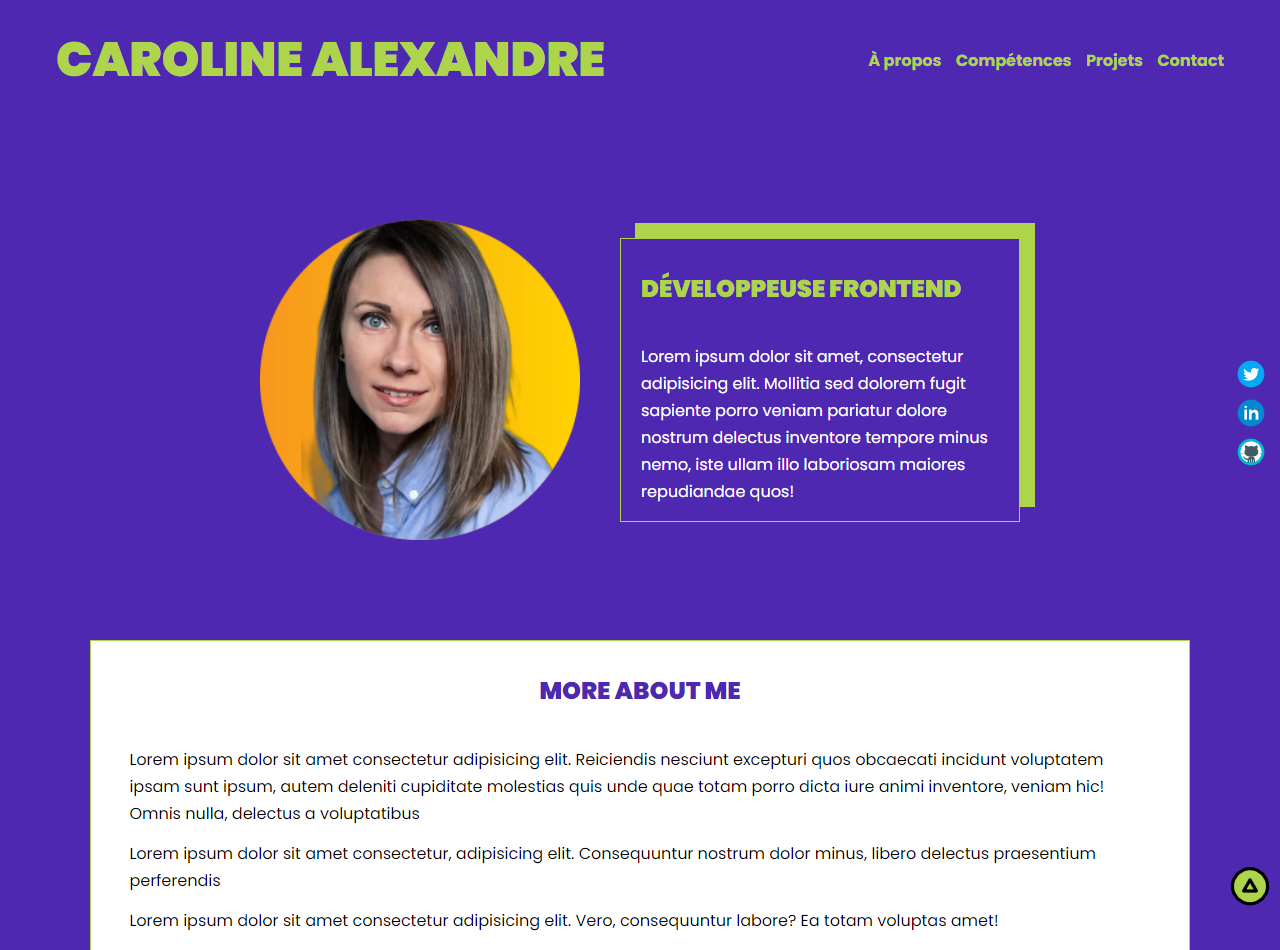 CAROLINE ALEXANDRE
À propos Compétences Projets Contact
DÉVELOPPEUSE FRONTEND
Lorem ipsum dolor sit amet, consectetur
adipisicing elit. Mollitia sed dolorem fugit
sapiente porro veniam pariatur dolore
nostrum delectus inventore tempore minus
nemo, iste ullam illo laboriosam maiores
repudiandae quos!
in
MORE ABOUT ME
Lorem ipsum dolor sit amet consectetur adipisicing elit. Reiciendis nesciunt excepturi quos obcaecati incidunt voluptatem
ipsam sunt ipsum, autem deleniti cupiditate molestias quis unde quae totam porro dicta iure animi inventore, veniam hic!
Omnis nulla, delectus a voluptatibus
Lorem ipsum dolor sit amet consectetur, adipisicing elit. Consequuntur nostrum dolor minus, libero delectus praesentium
perferendis
Lorem ipsum dolor sit amet consectetur adipisicing elit. Vero, consequuntur labore? Ea totam voluptas amet!